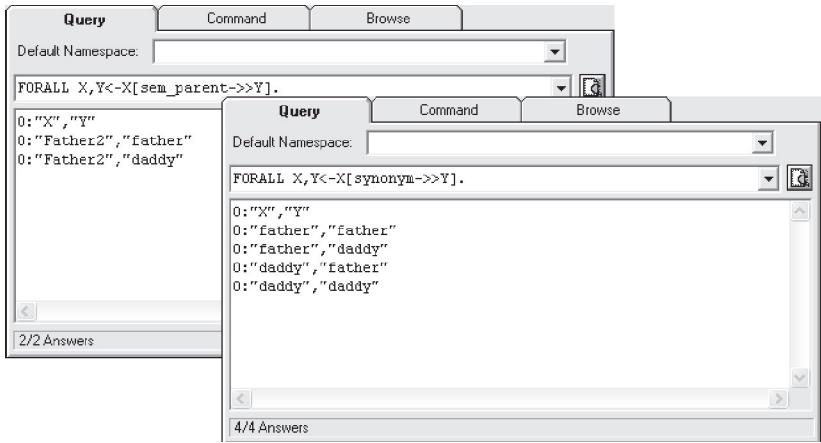 Query Command Browse
Default Namespace:
FORALL X,Y<-X[sem_parent->>Y].
0:"X","Y"
0:"Father2","father"
0:"Father2","daddy"
2/2 Answers
Query Command Browse
Default Namespace:
FORALL X,Y<-X[synonym->>Y].
0:"X","Y"
0:"father","father"
0:"father","daddy"
0:"daddy","father"
0:"daddy","daddy"
4/4 Answers